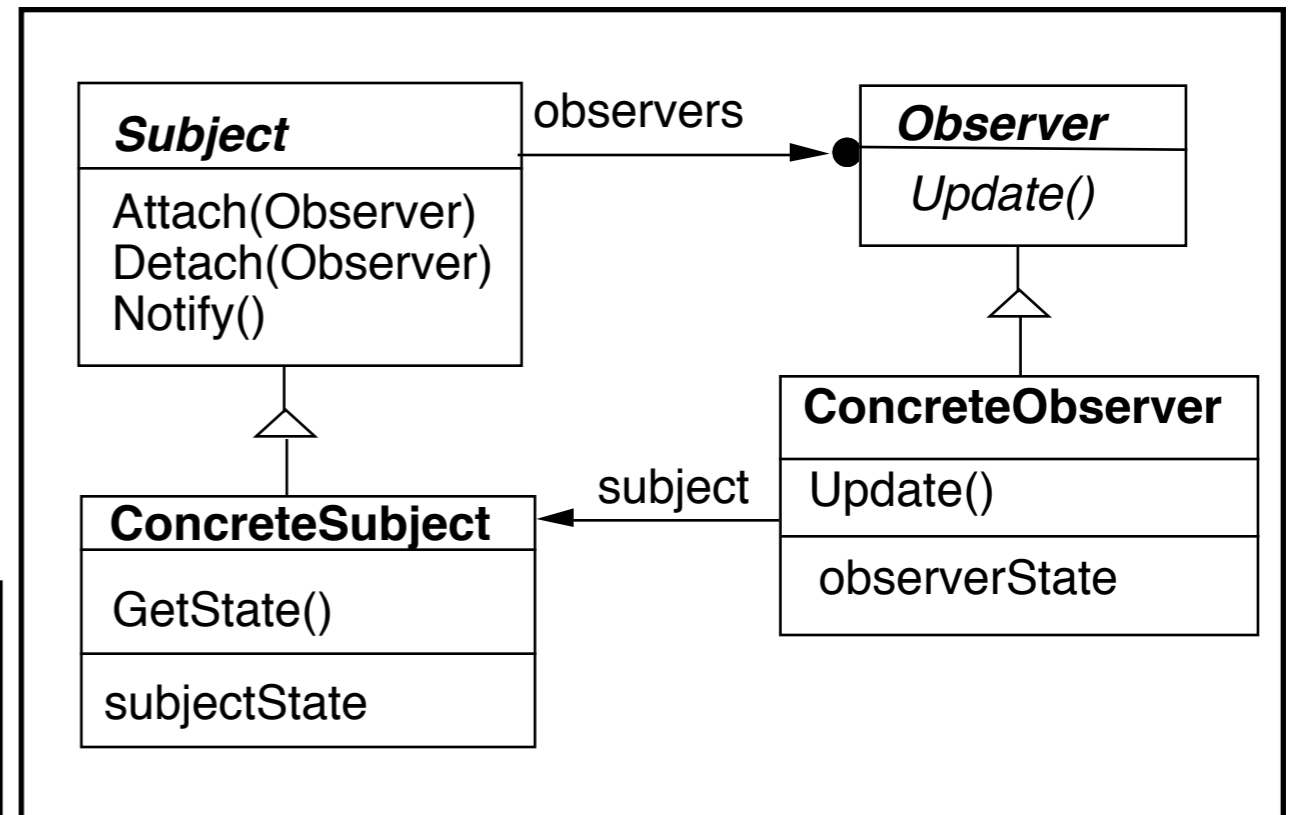 Subject
Attach(Observer)
Detach(Observer)
Notify()
observers
Observer
Update()
ConcreteSubject
GetState()
subjectState
subject
ConcreteObserver
Update()
observerState